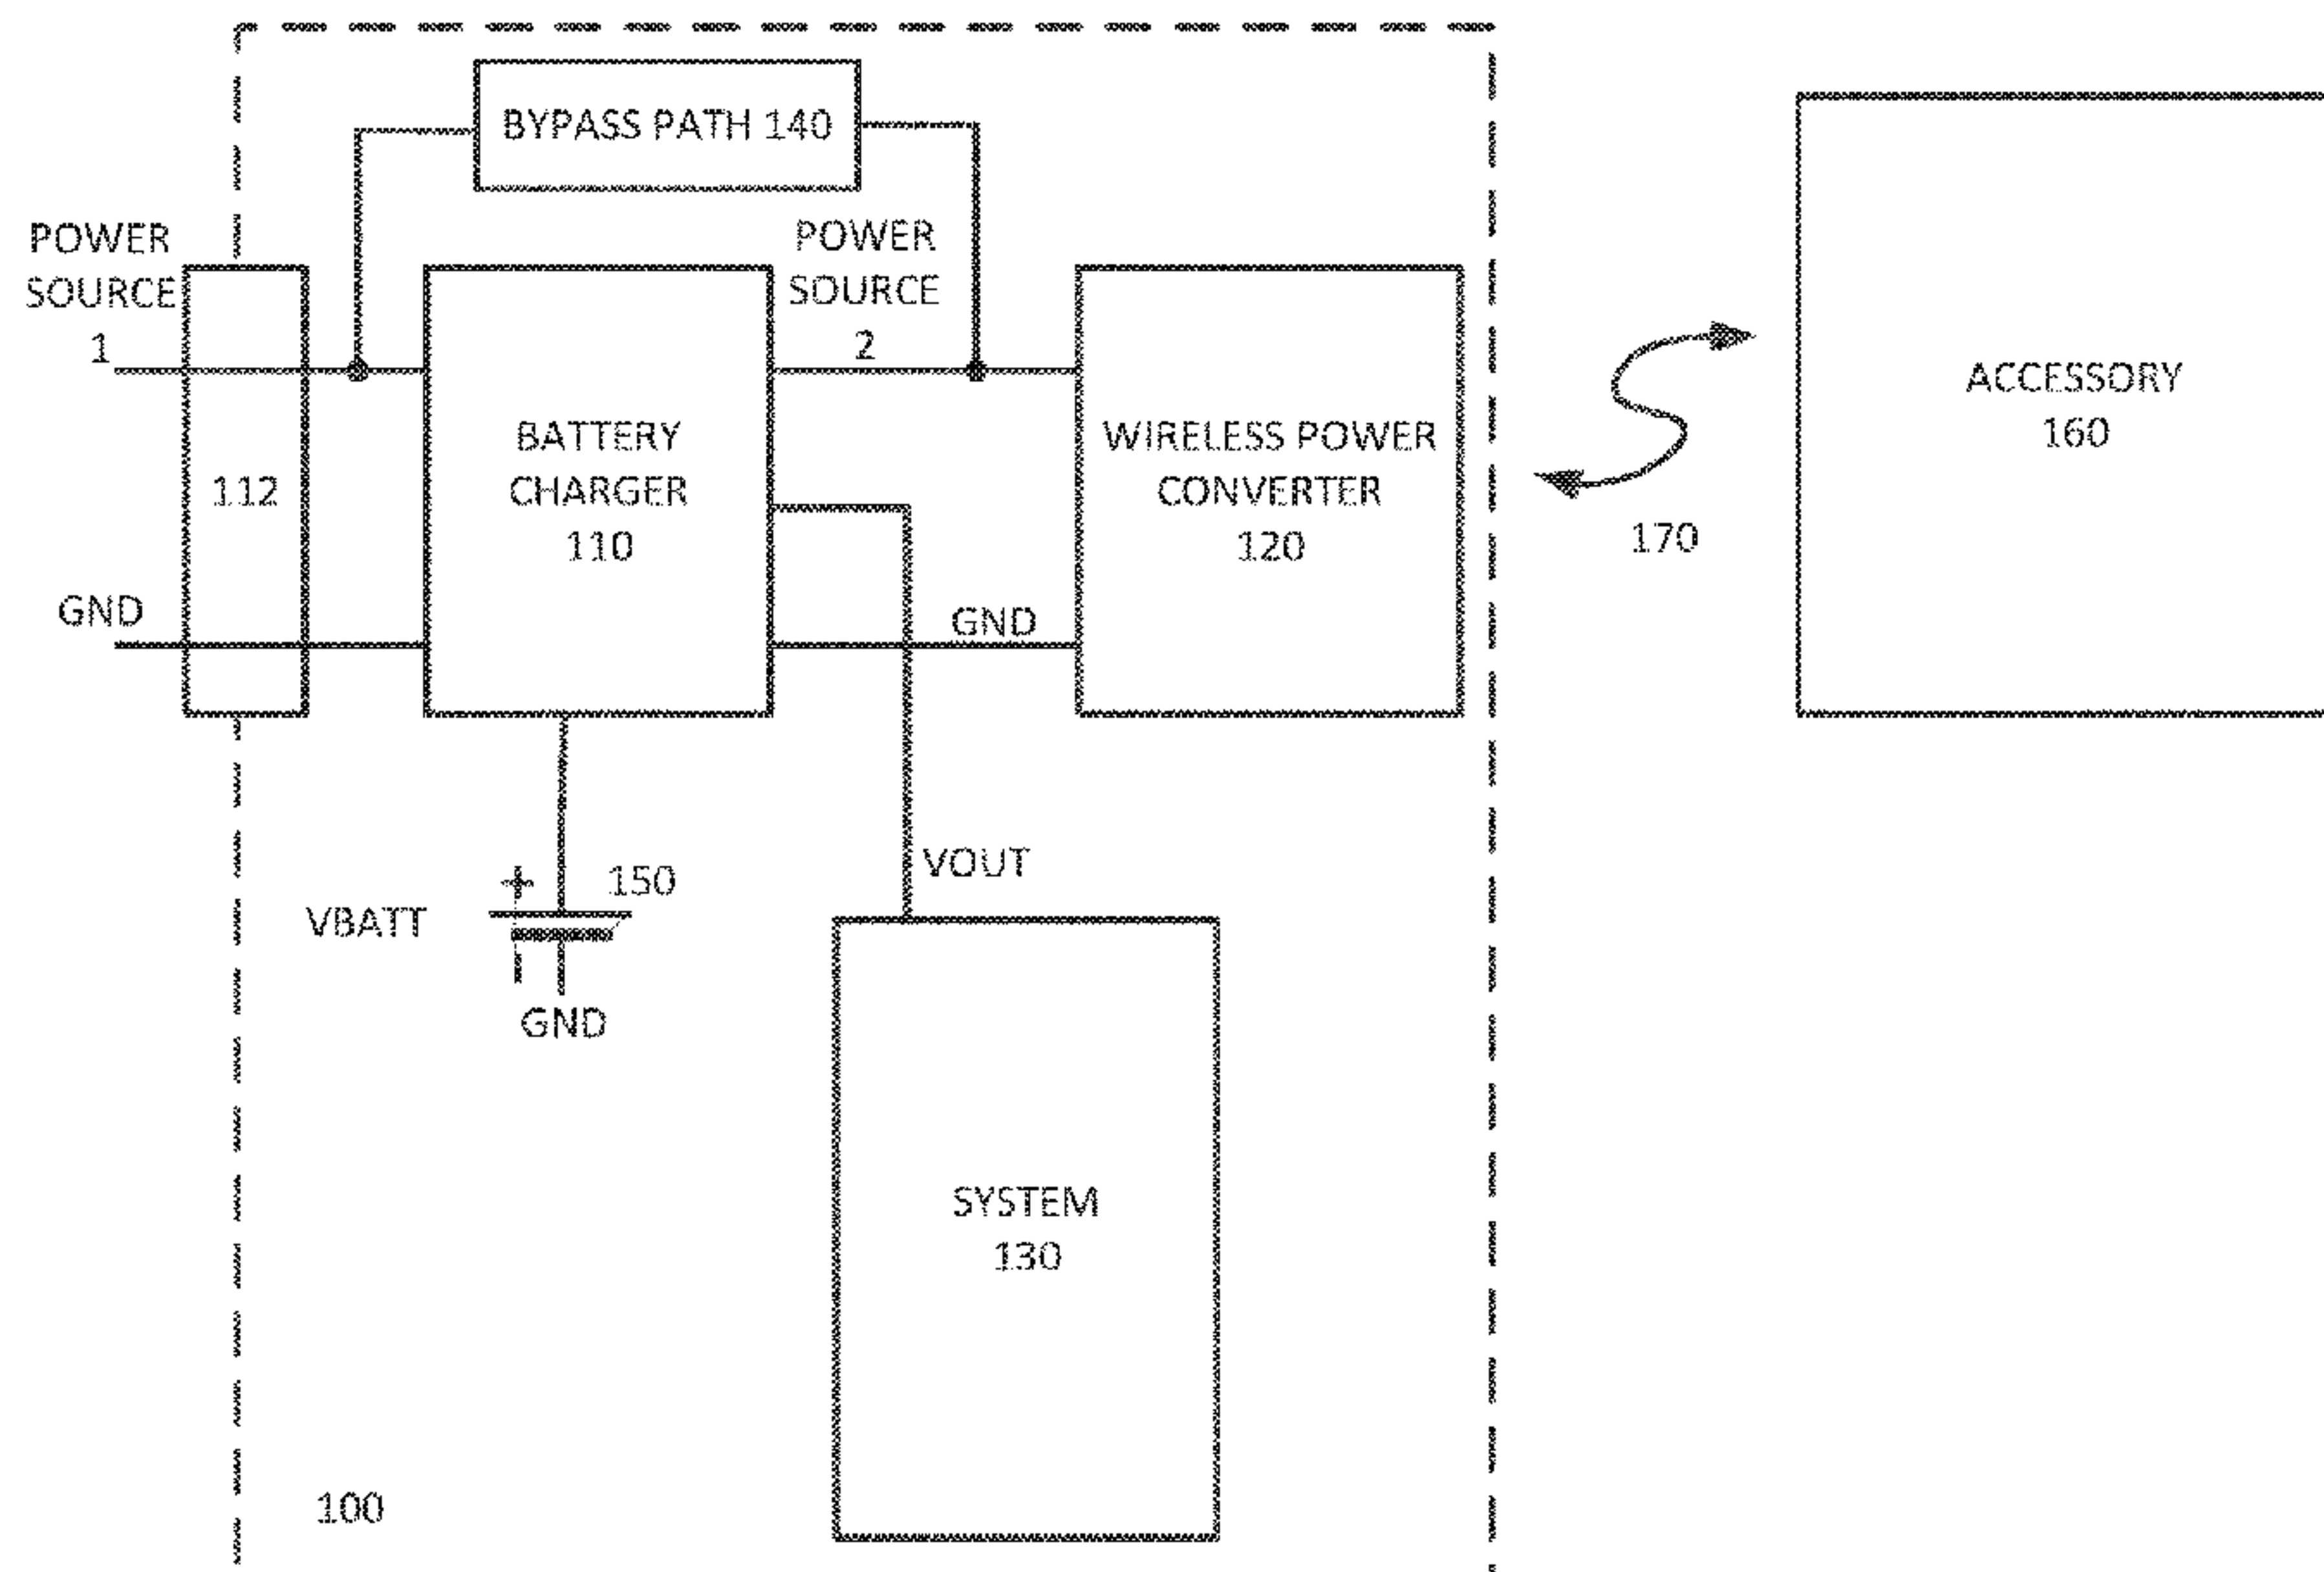 BYPASS PATH 140
POWER
SOURCE
1
POWER
SOURCE
2
112
BATTERY
CHARGER
110
WIRELESS POWER
CONVERTER
120
ACCESSORY
160
170
GND
GND
VOUT
+
150
VBATT
GND
SYSTEM
130
100